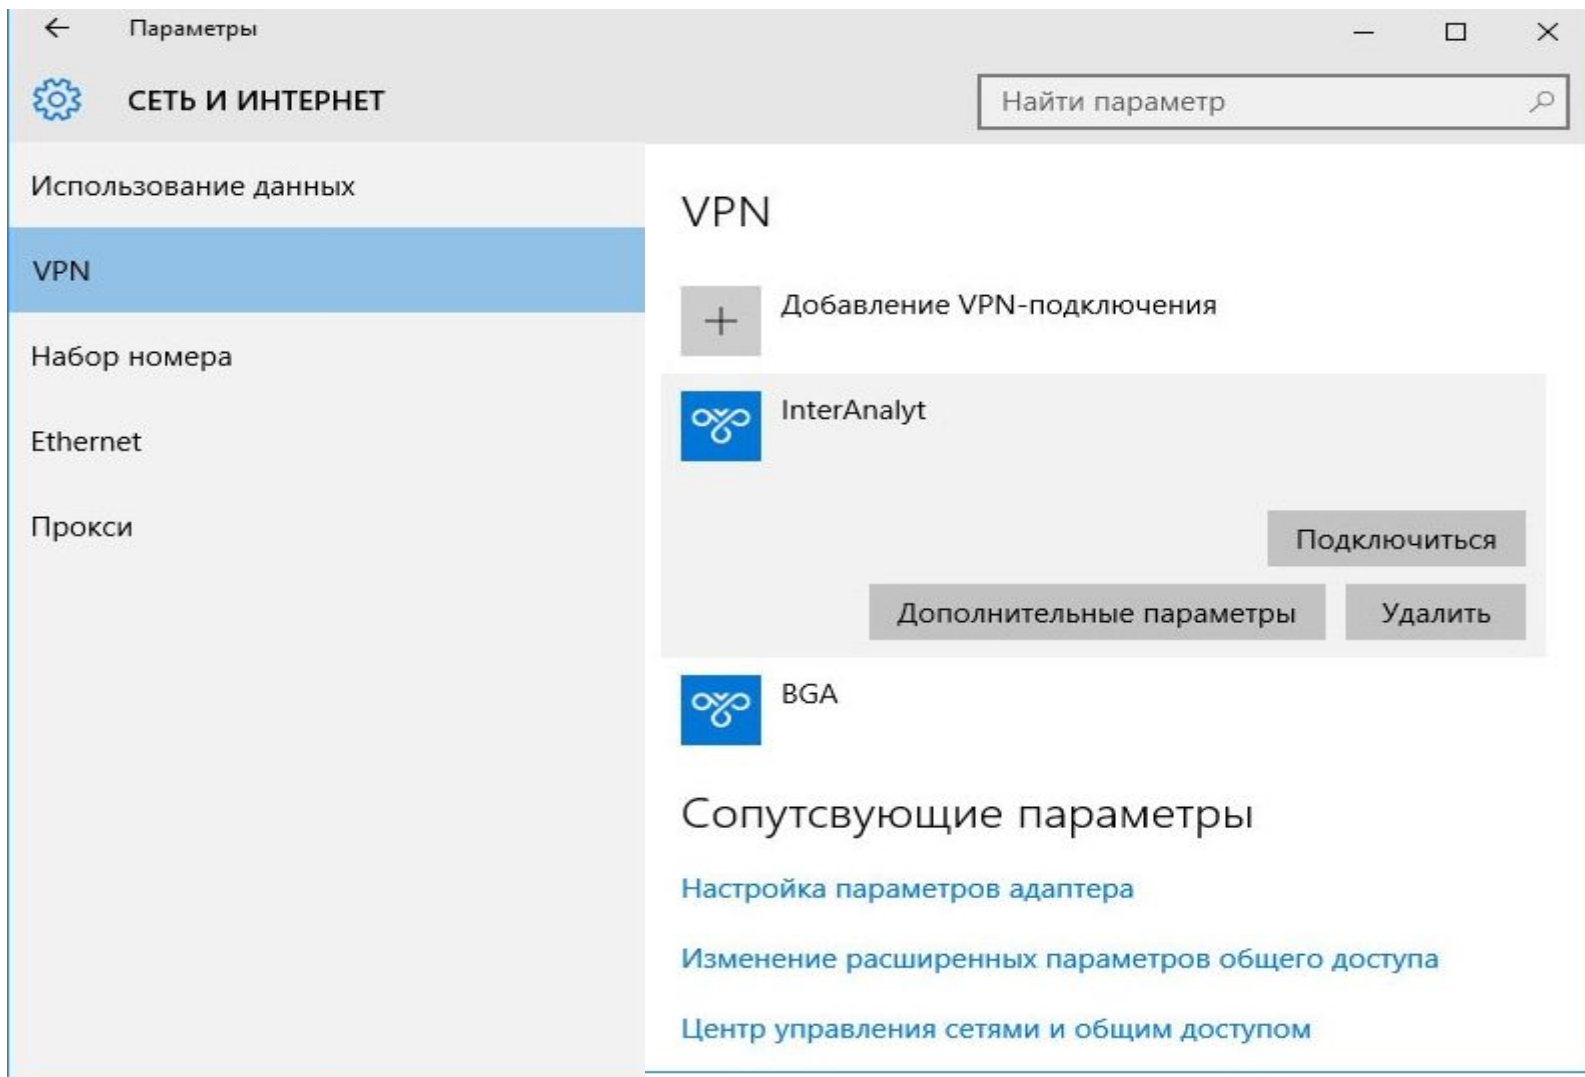 Параметры
СЕТЬ И ИНТЕРНЕТ
Найти параметр
Использование данных
VPN
Набор номера
Ethernet
Прокси
VPN
Добавление VPN-подключения
InterAnalyt
Подключиться
Дополнительные параметры
Удалить
BGA
Сопутсвующие параметры
Настройка параметров адаптера
Изменение расширенных параметров общего доступа
Центр управления сетями и общим доступом